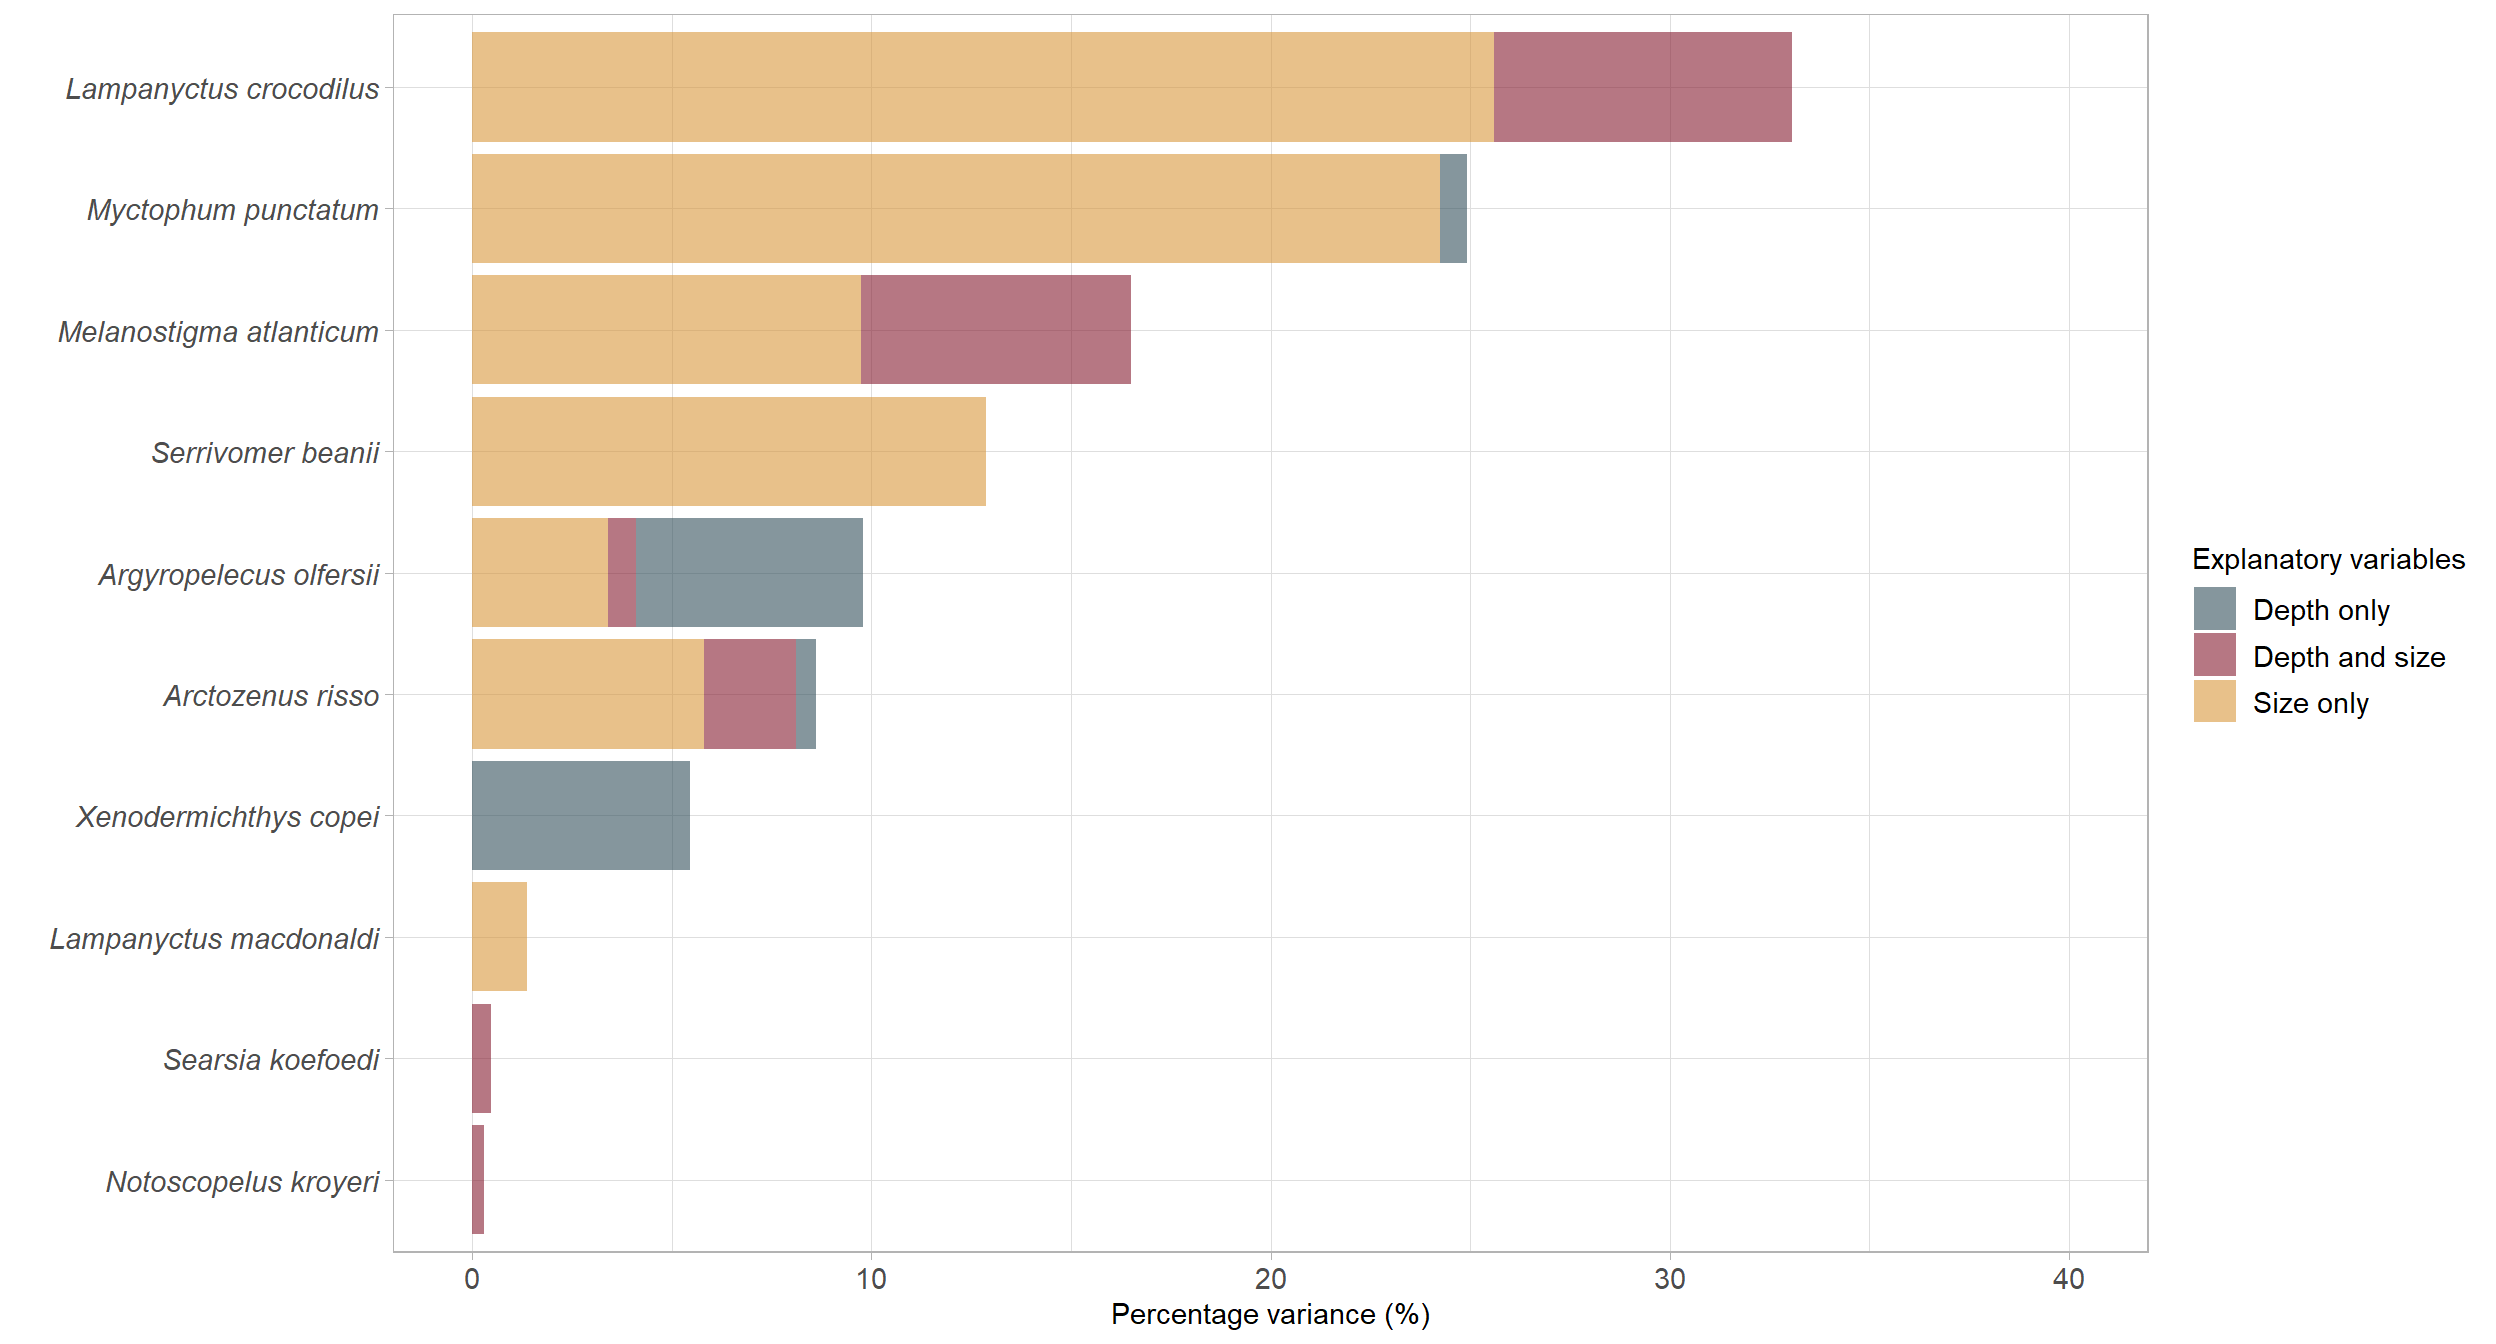 Lampanyctus crocodilus
Myctophum punctatum
Melanostigma atlanticum
Serrivomer beanii
Argyropelecus olfersii
Arctozenus risso
Xenodermichthys copei
Lampanyctus macdonaldi
Searsia koefoedi
Notoscopelus kroyeri
0 10 20 30 40
Percentage variance (%)
Explanatory variables
Depth only
Depth and size
Size only